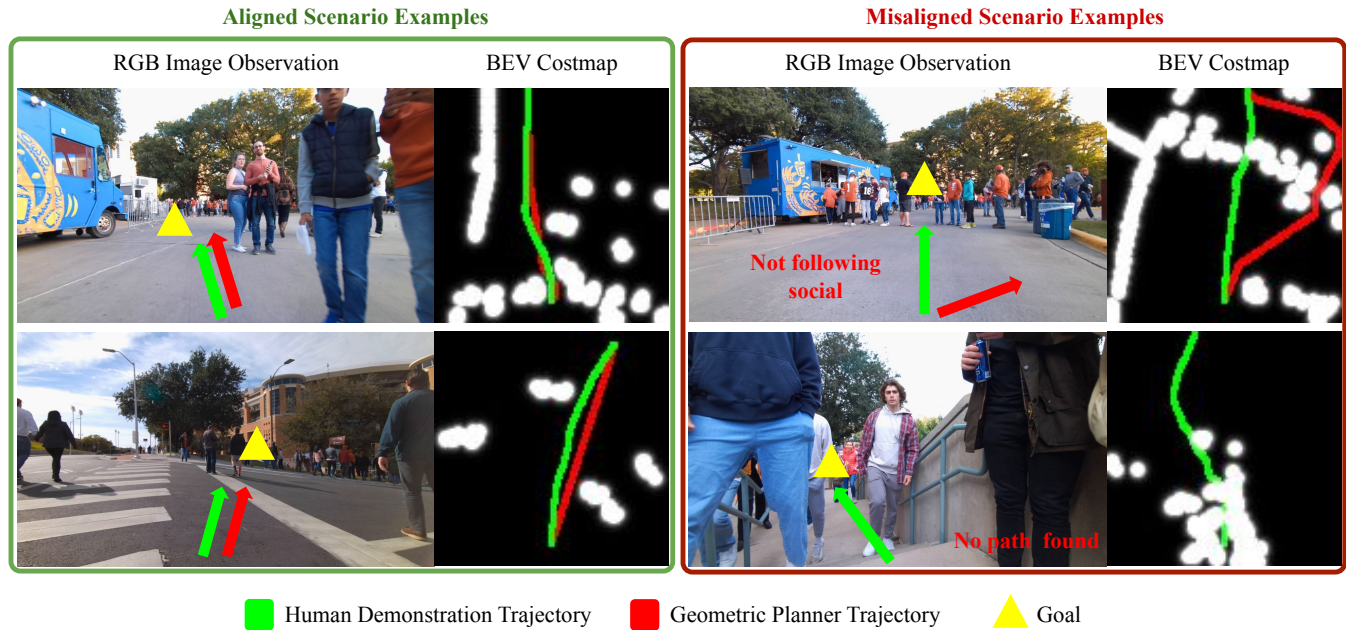 Aligned Scenario Examples
Misaligned Scenario Examples
RGB Image Observation
BEV Costmap
RGB Image Observation
BEV Costmap
Not following
social
No path found
Human Demonstration Trajectory
Geometric Planner Trajectory
Goal